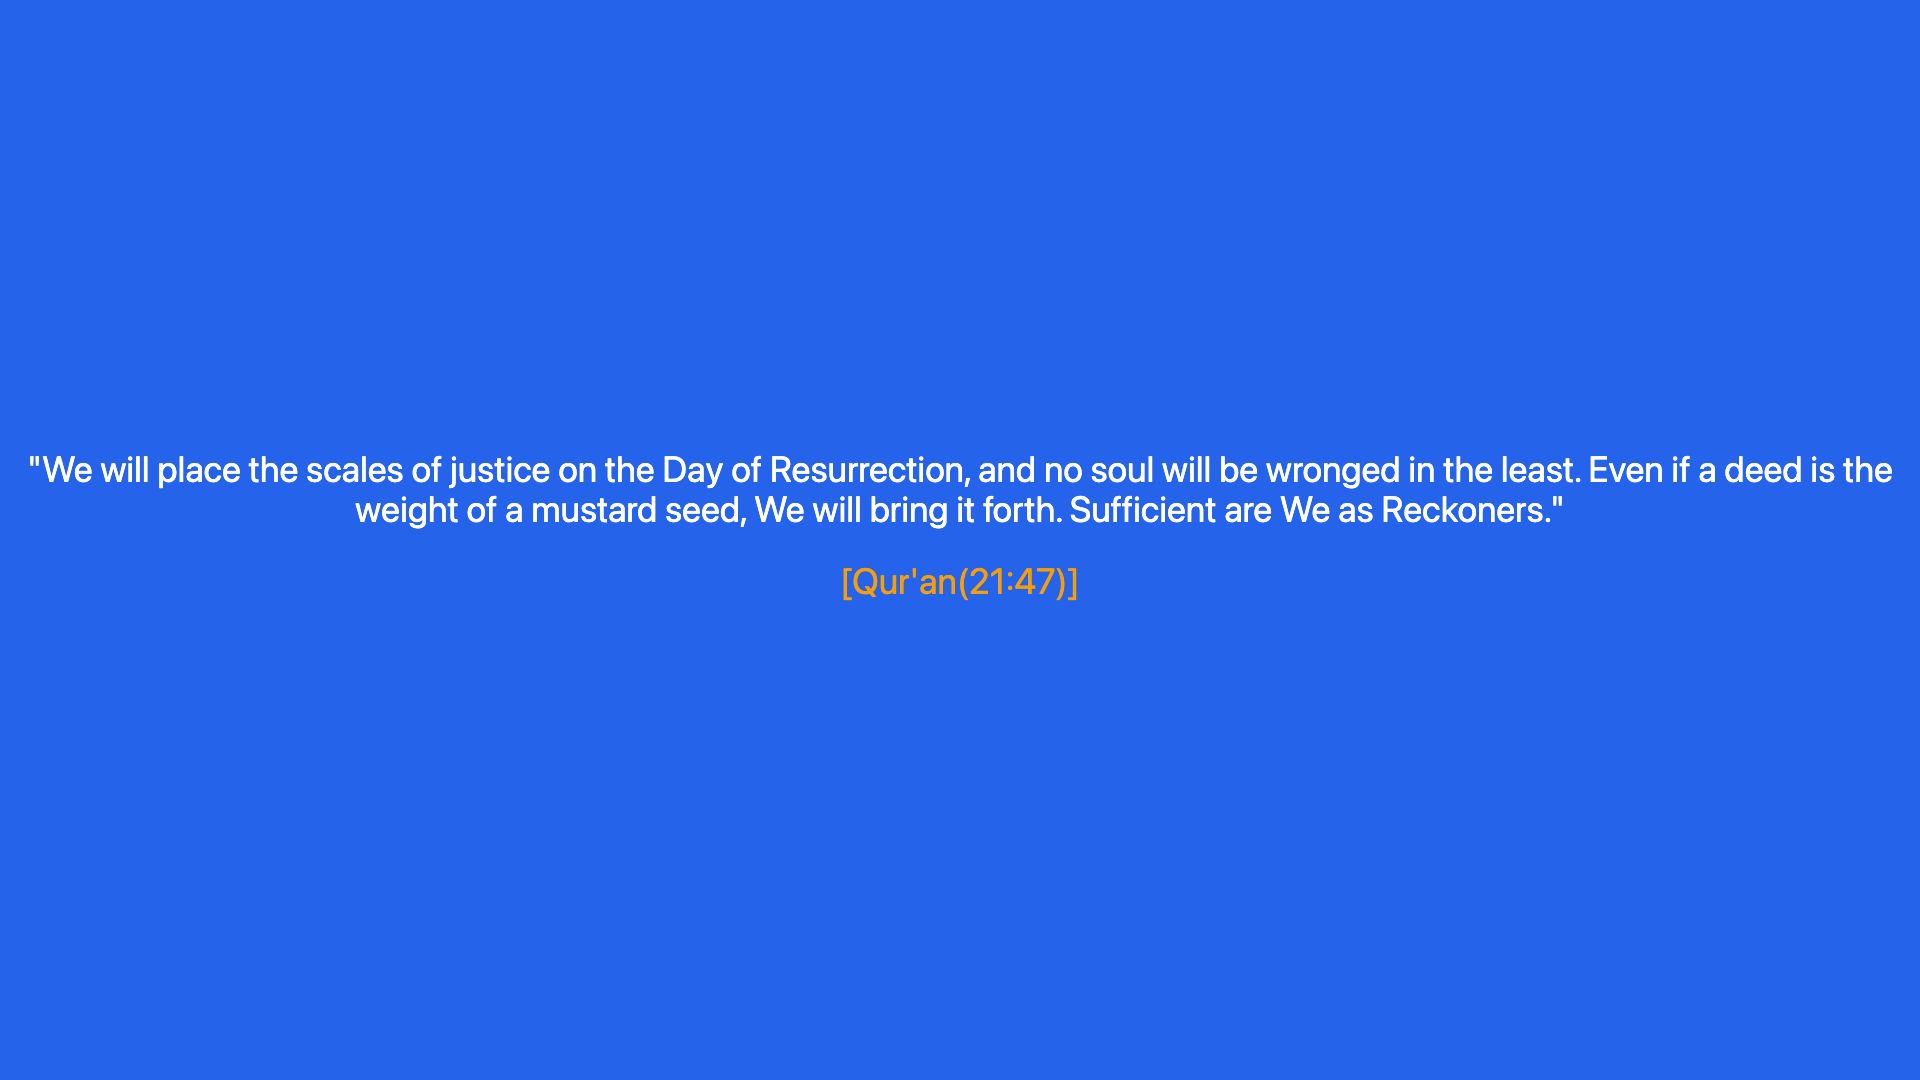 "We will place the scales of justice on the Day of Resurrection, and no soul will be wronged in the least. Even if a deed is the
weight of a mustard seed, We will bring it forth. Sufficient are We as Reckoners."
[Qur'an(21:47)]